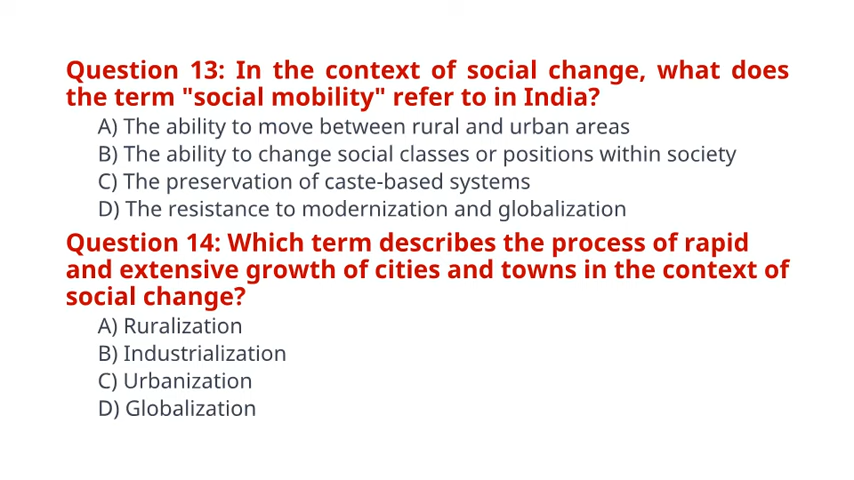 Question 13: In the context of social change, what does
the term "social mobility" refer to in India?
A) The ability to move between rural and urban areas
B) The ability to change social classes or positions within society
C) The preservation of caste-based systems
D) The resistance to modernization and globalization
Question 14: Which term describes the process of rapid
and extensive growth of cities and towns in the context of
social change?
A) Ruralization
B) Industrialization
C) Urbanization
D) Globalization